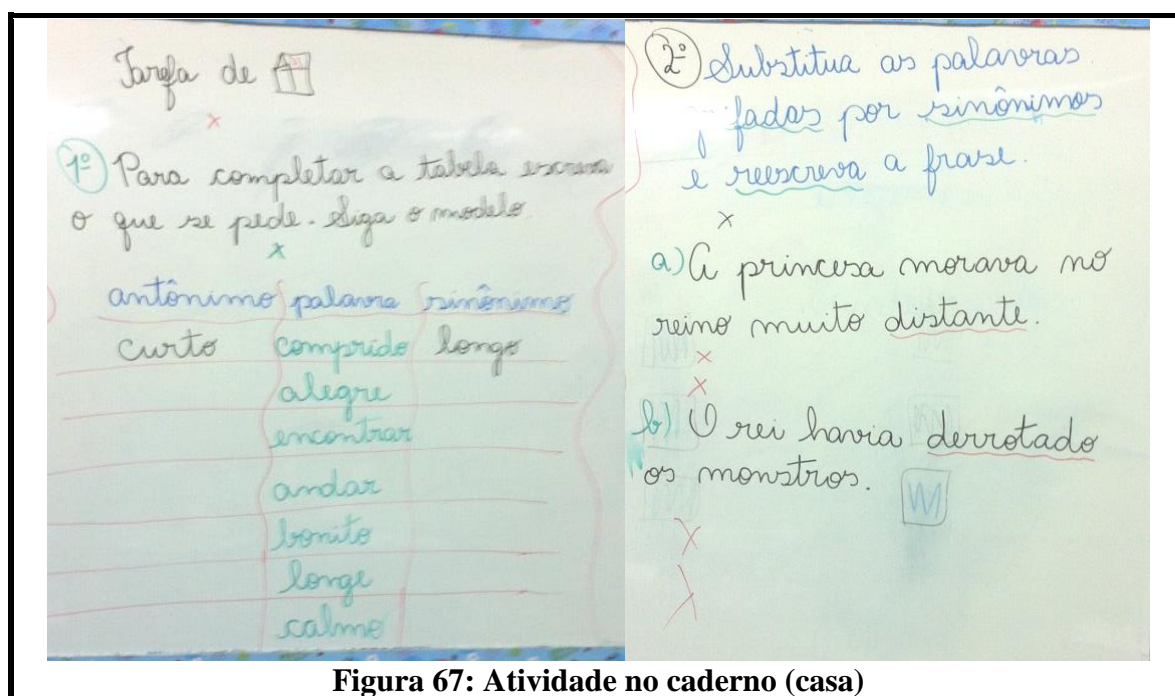 Tarefa de
1º) Para completar a tabela escreva
o que se pede. Siga o modelo.
antônimo palavra sinônimo
curto comprido longo
alegre
encontrar
andar
bonito
longe
calmo
2º) Substitua as palavras
fadas por sinônimos
e reescreva a frase.
a) A princesa morava no
reino muito distante.
b) O rei havia derrotado
os monstros.
Figura 67: Atividade no caderno (casa)